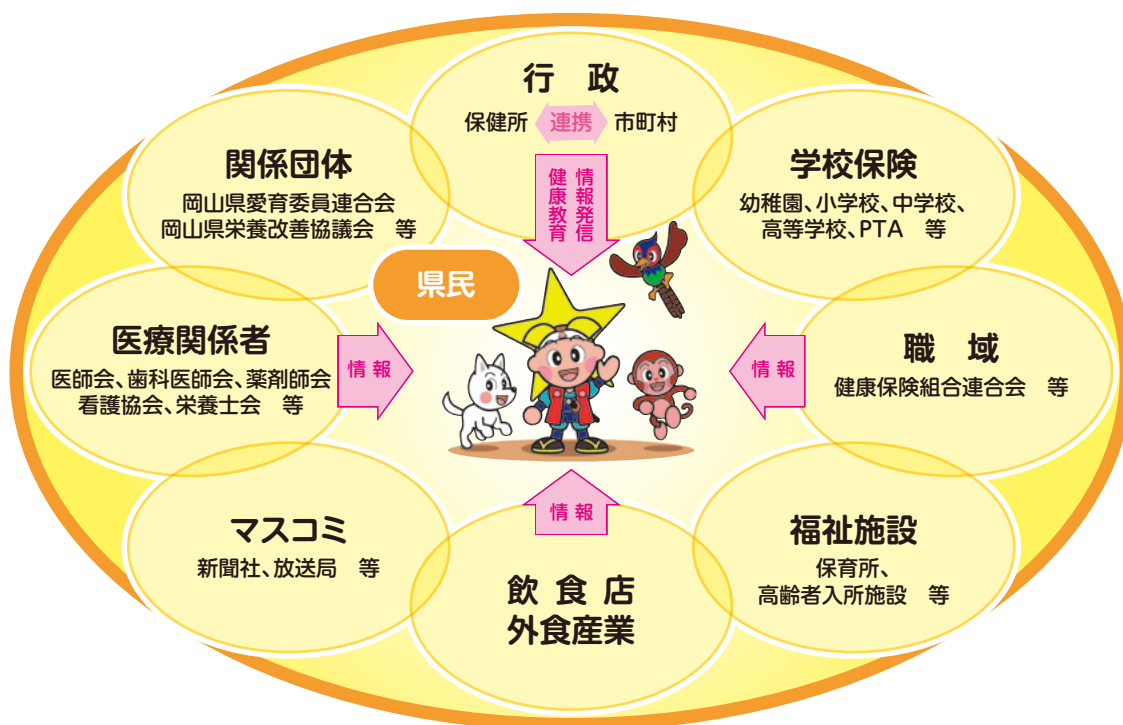 行 政
保健所 連携 市町村
健康教育
情報発信
関係団体
岡山県愛育委員連合会
岡山県栄養改善協議会 等
学校保険
幼稚園、小学校、中学校、
高等学校、PTA 等
県民
医療関係者
医師会、歯科医師会、薬剤師会
看護協会、栄養士会 等
情報
職 域
健康保険組合連合会 等
情報
マスコミ
新聞社、放送局 等
情報
飲食店
外食産業
福祉施設
保育所、
高齢者入所施設 等